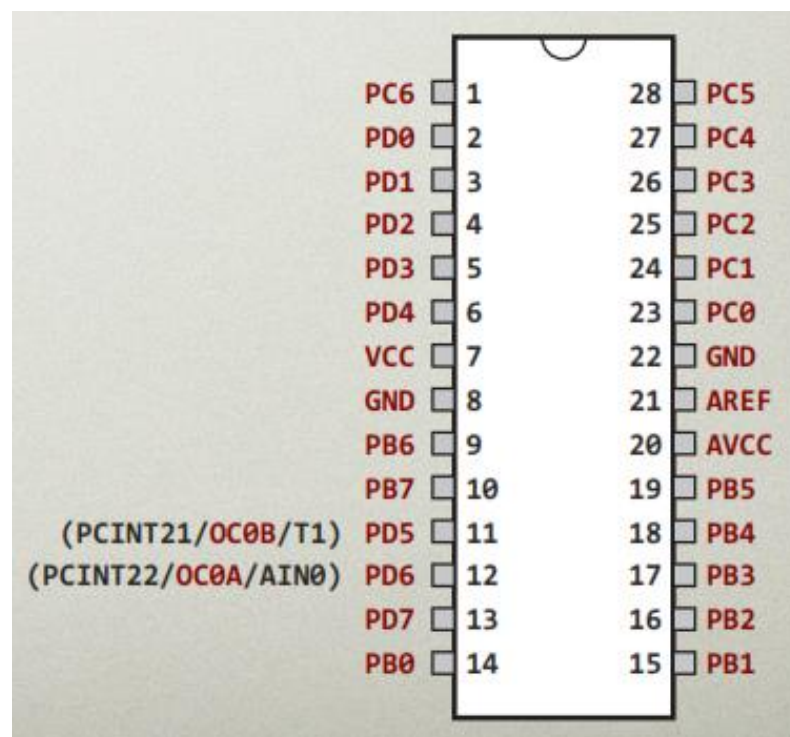 PC6 1 28 PC5
PD0 2 27 PC4
PD1 3 26 PC3
PD2 4 25 PC2
PD3 5 24 PC1
PD4 6 23 PC0
VCC 7 22 GND
GND 8 21 AREF
PB6 9 20 AVCC
PB7 10 19 PB5
(PCINT21/OC0B/T1) PD5 11 18 PB4
(PCINT22/OC0A/AIN0) PD6 12 17 PB3
PD7 13 16 PB2
PB0 14 15 PB1